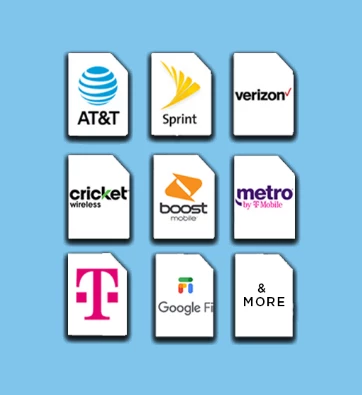 AT&T
Sprint
verizon✓
cricket
wireless
boost
mobile
metro
by T Mobile
T
Google Fi
&
MORE